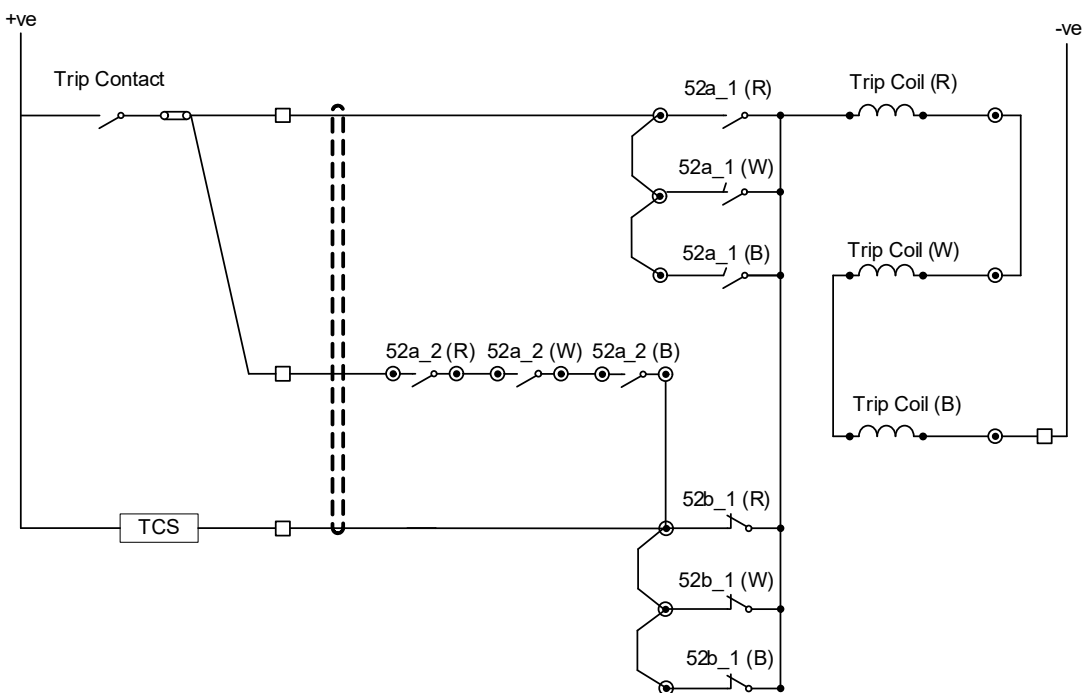 +ve
-ve
Trip Contact
52a_1 (R)
Trip Coil (R)
52a_1 (W)
52a_1 (B)
Trip Coil (W)
52a_2 (R) 52a_2 (W) 52a_2 (B)
Trip Coil (B)
52b_1 (R)
TCS
52b_1 (W)
52b_1 (B)